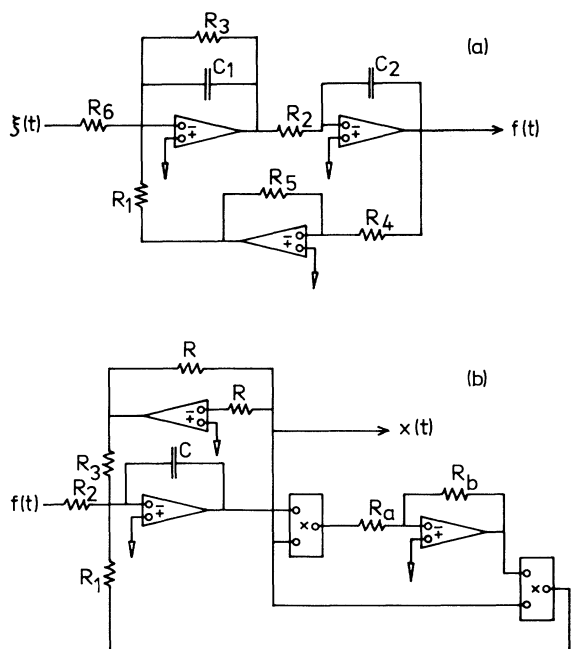 (a)
R3
C1
C2
ξ(t)
R6
R2
f(t)
R1
R5
R4
(b)
R
R
x(t)
R3
C
f(t)
R2
Ra
Rb
R1
×
×